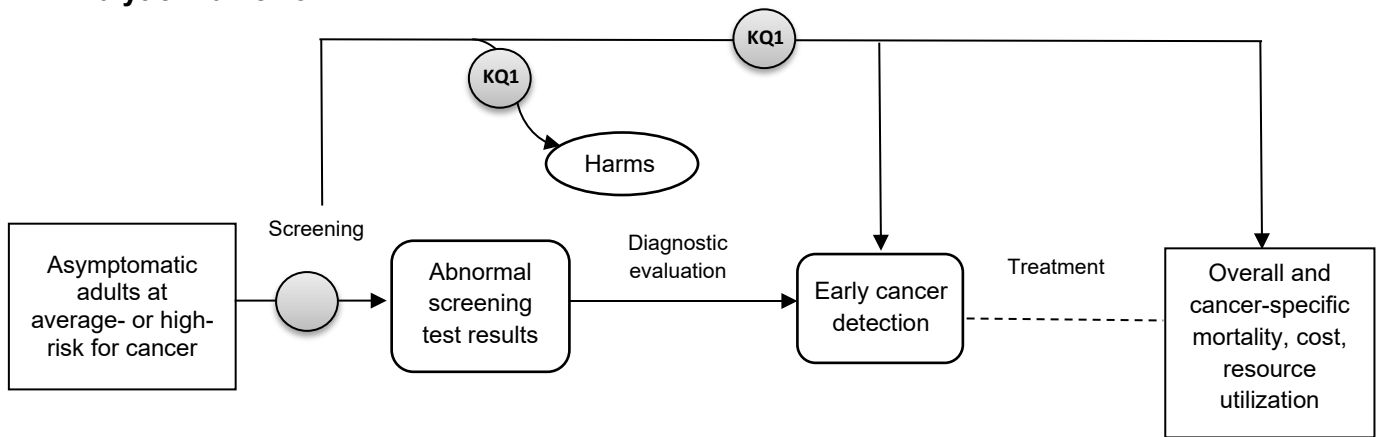 KQ1
KQ1
Harms
Screening
Asymptomatic
adults at
average- or high-
risk for cancer
Abnormal
screening
test results
Diagnostic
evaluation
Early cancer
detection
Treatment
Overall and
cancer-specific
mortality, cost,
resource
utilization